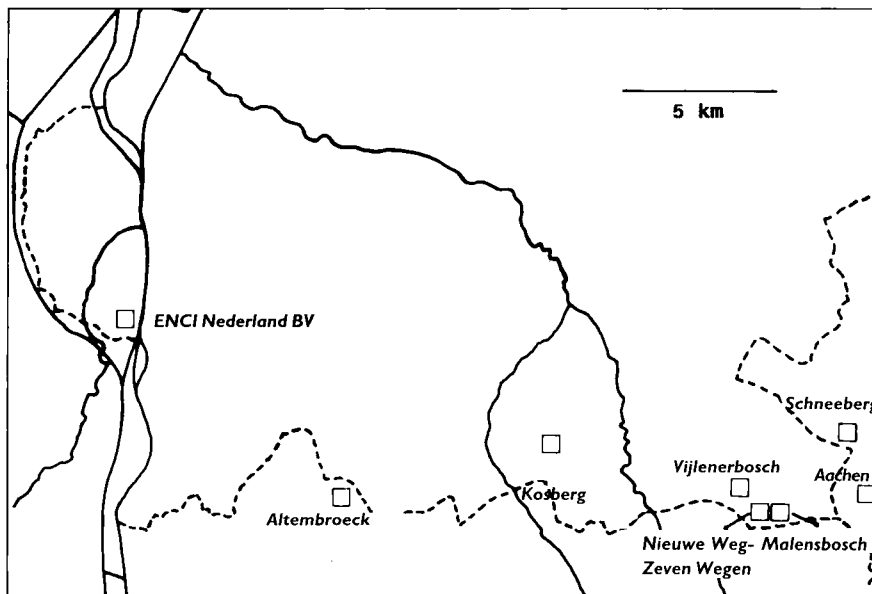 5 km
ENCI Nederland BV
Schneeberg
Vijlenerbosch
Aachen
Kosberg
Altembroeck
Nieuwe Weg- Malensbosch
Zeven Wegen